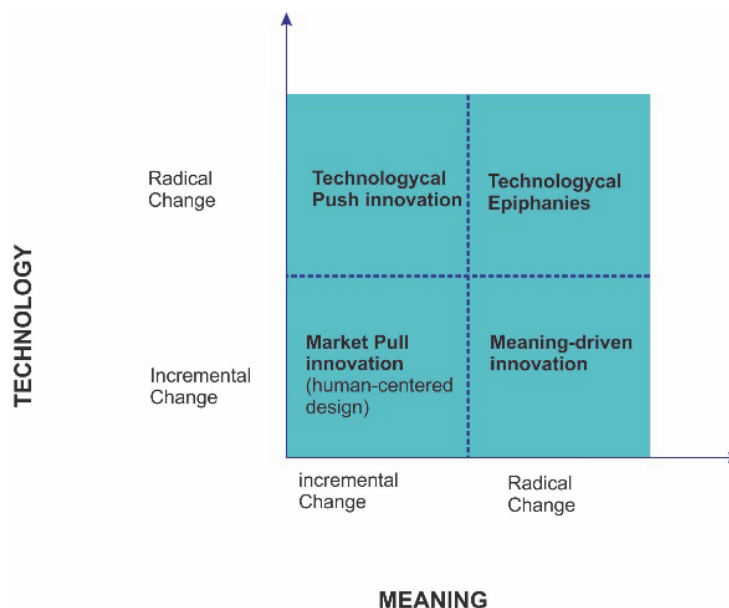 Radical
Change
Technologycal
Push innovation
Technologycal
Epiphanies
TECHNOLOGY
Incremental
Change
Market Pull
innovation
(human-centered
design)
Meaning-driven
innovation
incremental
Change
Radical
Change
MEANING